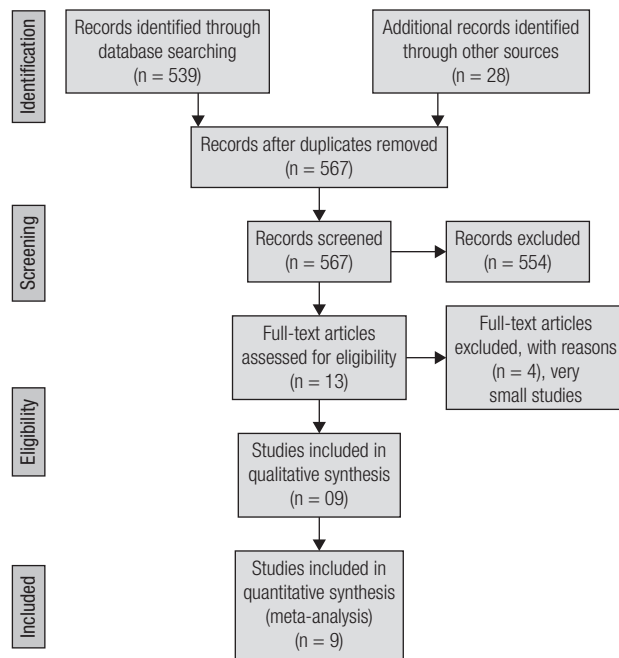 Identification
Records identified through
database searching
(n = 539)
Additional records identified
through other sources
(n = 28)
Records after duplicates removed
(n = 567)
Screening
Records screened
(n = 567)
Records excluded
(n = 554)
Eligibility
Full-text articles
assessed for eligibility
(n = 13)
Full-text articles
excluded, with reasons
(n = 4), very
small studies
Studies included in
qualitative synthesis
(n = 09)
Included
Studies included in
quantitative synthesis
(meta-analysis)
(n = 9)